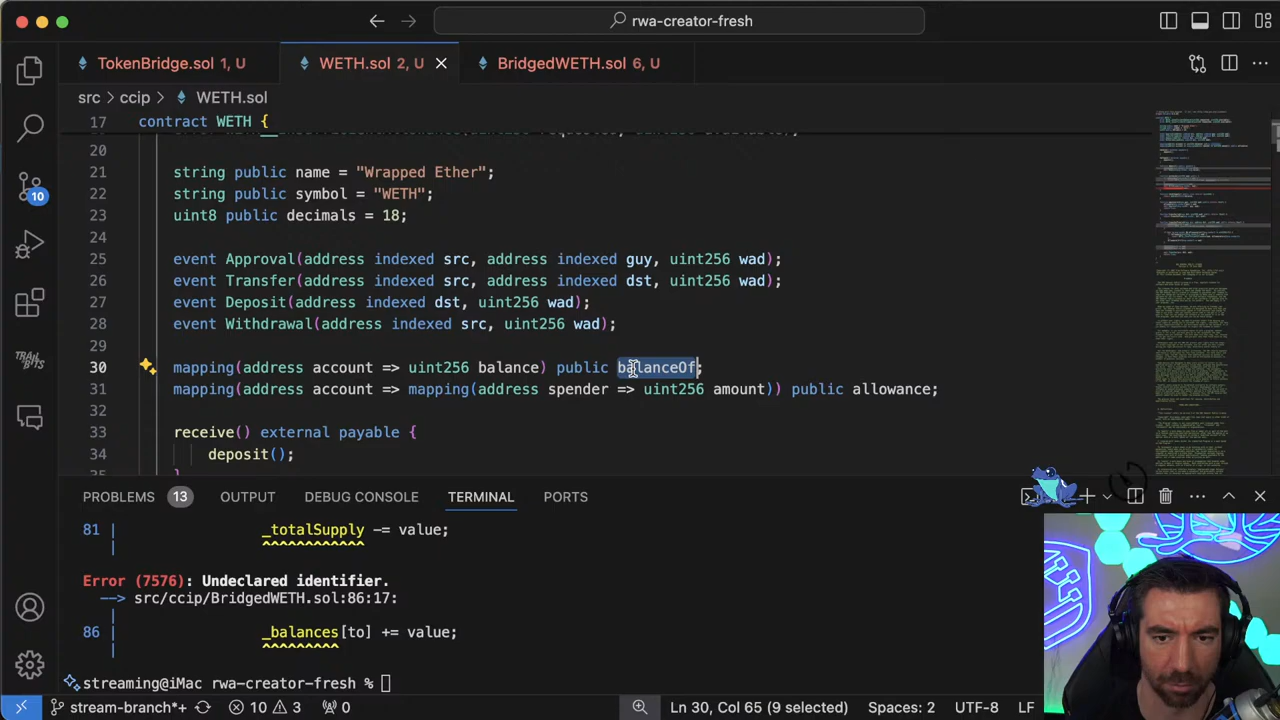 rwa-creator-fresh
TokenBridge.sol 1, U
WETH.sol 2, U
BridgedWETH.sol 6, U
src > ccip > WETH.sol
17 contract WETH {
20
21 string public name = "Wrapped Ether";
22 string public symbol = "WETH";
23 uint8 public decimals = 18;
24
25 event Approval(address indexed src, address indexed guy, uint256 wad);
26 event Transfer(address indexed src, address indexed dst, uint256 wad);
27 event Deposit(address indexed dst, uint256 wad);
28 event Withdrawal(address indexed src, uint256 wad);
29
30 mapping(address account => uint256 balance) public balanceOf;
31 mapping(address account => mapping(address spender => uint256 amount)) public allowance;
32
33 receive() external payable {
34 deposit();
35 }
10
TRAIL OF BITS
PROBLEMS 13 OUTPUT DEBUG CONSOLE TERMINAL PORTS
81 | _totalSupply -= value;
| ^^^^^^^^^^^^
Error (7576): Undeclared identifier.
--> src/ccip/BridgedWETH.sol:86:17:
|
86 | _balances[to] += value;
| ^^^^^^^^^
streaming@iMac rwa-creator-fresh %
stream-branch*+ 10 3 0 Ln 30, Col 65 (9 selected) Spaces: 2 UTF-8 LF